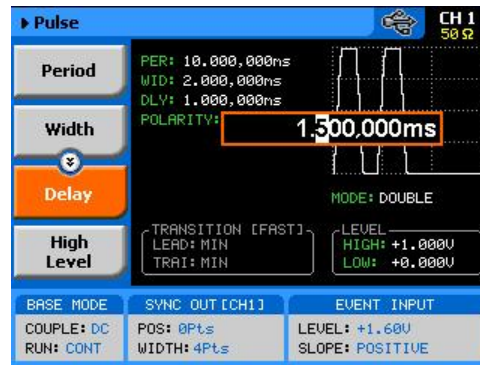 Pulse
CH 1
50 Ω
Period
Width
Delay
High
Level
PER: 10.000,000ms
WID: 2.000,000ms
DLY: 1.000,000ms
POLARITY:
1.500,000ms
MODE: DOUBLE
TRANSITION [FAST]
LEAD: MIN
TRAI: MIN
LEVEL
HIGH: +1.000V
LOW: +0.000V
BASE MODE
COUPLE: DC
RUN: CONT
SYNC OUT [CH1]
POS: 0Pts
WIDTH: 4Pts
EVENT INPUT
LEVEL: +1.60V
SLOPE: POSITIVE